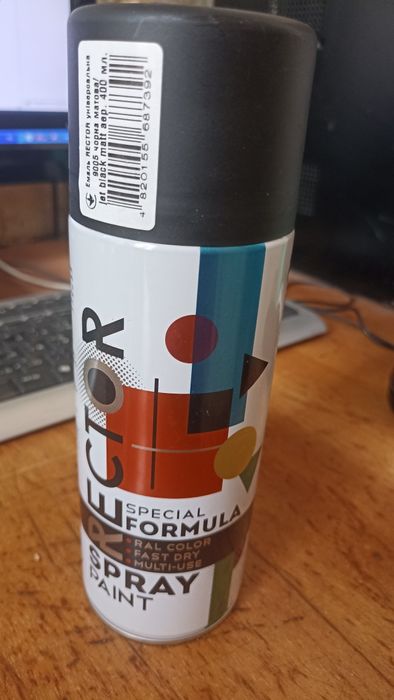 Емаль RECTOR універсальна
9005 чорна матова/
jet black matt аер. 400 мл.
4 820155 687392
RECTOR
SPECIAL
FORMULA
• RAL COLOR
• FAST DRY
• MULTI-USE
SPRAY
PAINT